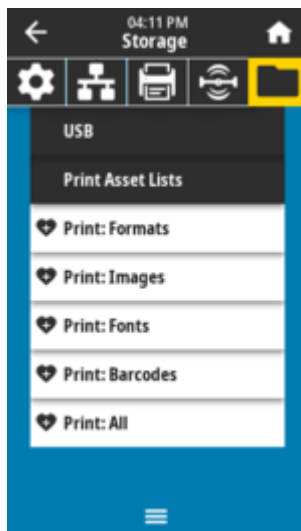 04:11 PM
Storage
USB
Print Asset Lists
Print: Formats
Print: Images
Print: Fonts
Print: Barcodes
Print: All